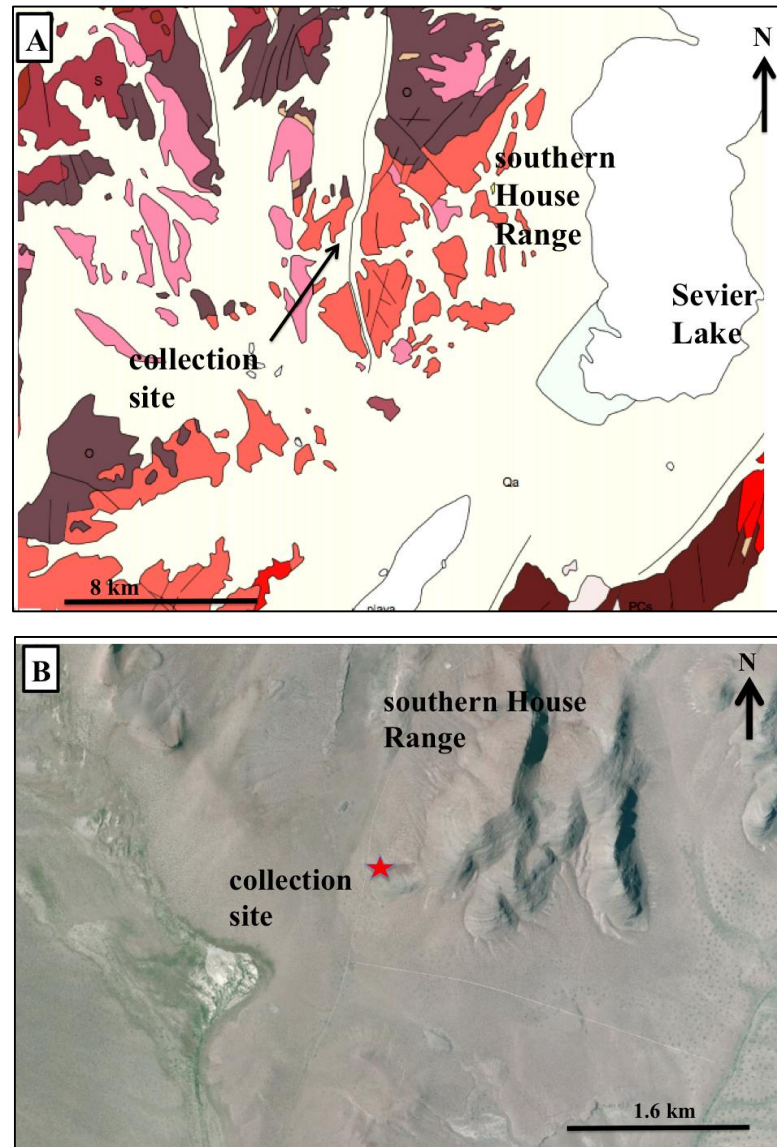 A
N
S
O
southern
House
Range
Sevier
Lake
collection
site
O
Qa
8 km
playa
PCs
B
N
southern House
Range
collection
site
1.6 km